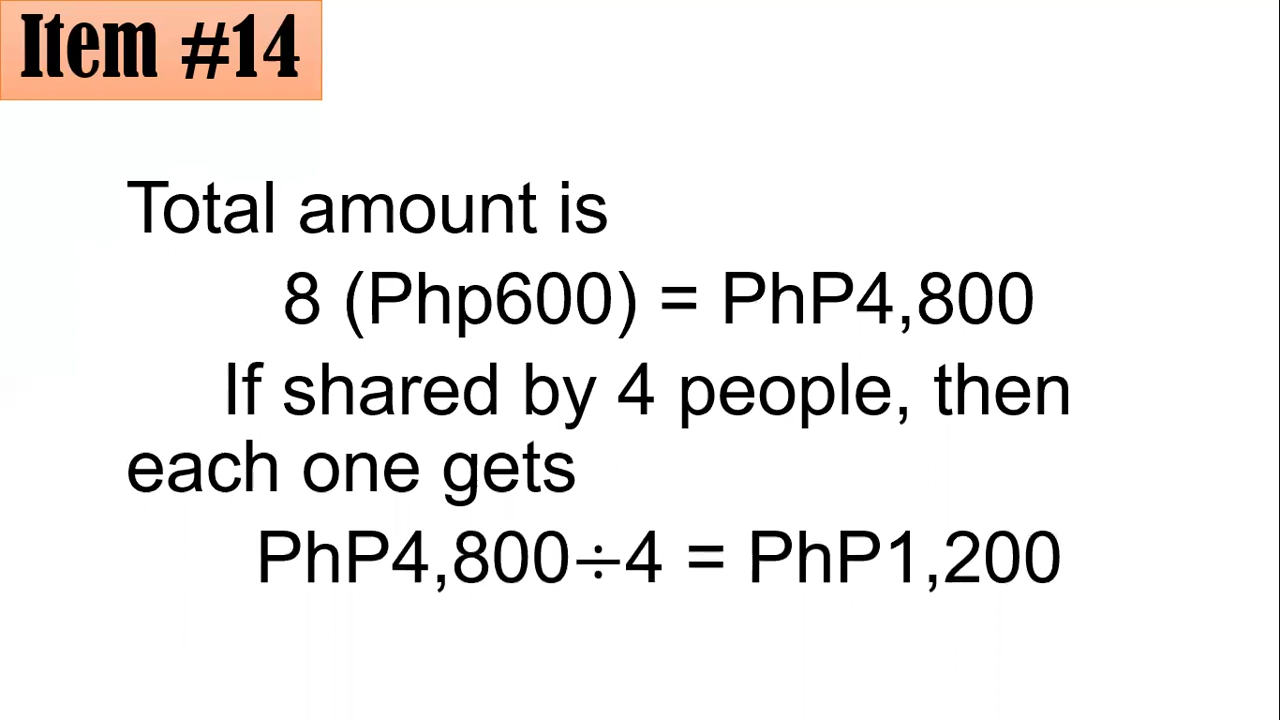 Item #14
Total amount is
8 (Php600) = PhP4,800
If shared by 4 people, then
each one gets
PhP4,800÷4 = PhP1,200